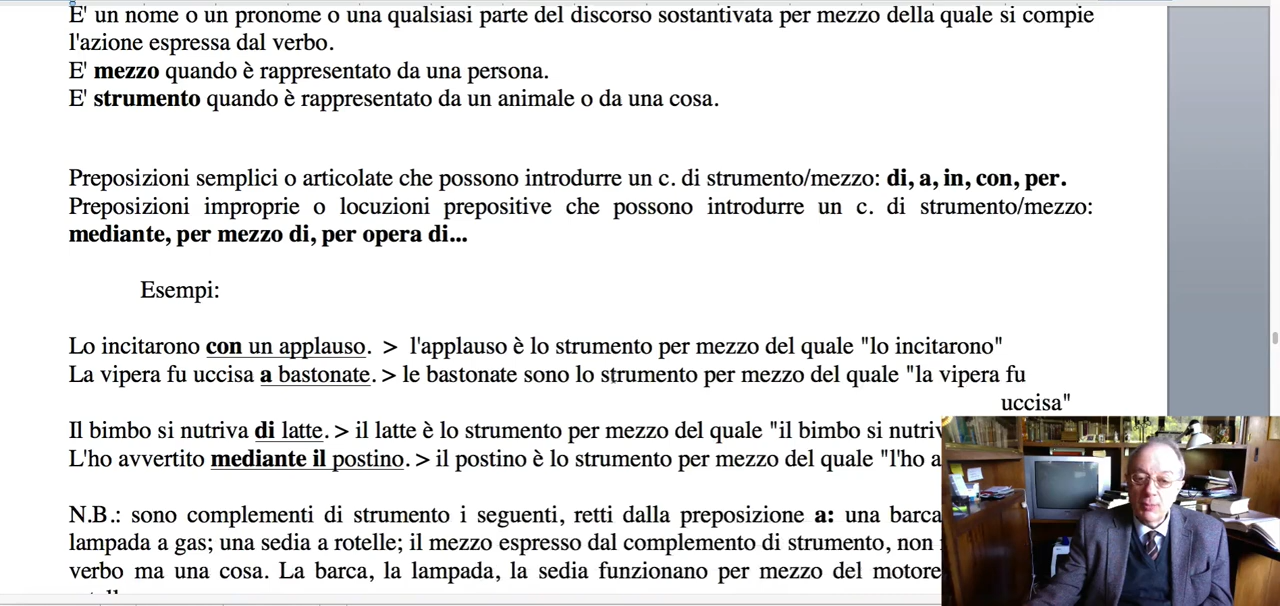 E' un nome o un pronome o una qualsiasi parte del discorso sostantivata per mezzo della quale si compie
l'azione espressa dal verbo.
E' mezzo quando è rappresentato da una persona.
E' strumento quando è rappresentato da un animale o da una cosa.
Preposizioni semplici o articolate che possono introdurre un c. di strumento/mezzo: di, a, in, con, per.
Preposizioni improprie o locuzioni prepositive che possono introdurre un c. di strumento/mezzo:
mediante, per mezzo di, per opera di...
Esempi:
Lo incitarono con un applauso. > l'applauso è lo strumento per mezzo del quale "lo incitarono"
La vipera fu uccisa a bastonate. > le bastonate sono lo strumento per mezzo del quale "la vipera fu
uccisa"
Il bimbo si nutriva di latte. > il latte è lo strumento per mezzo del quale "il bimbo si nutriv
L'ho avvertito mediante il postino. > il postino è lo strumento per mezzo del quale "l'ho a
N.B.: sono complementi di strumento i seguenti, retti dalla preposizione a: una barca
lampada a gas; una sedia a rotelle; il mezzo espresso dal complemento di strumento, non
verbo ma una cosa. La barca, la lampada, la sedia funzionano per mezzo del motore